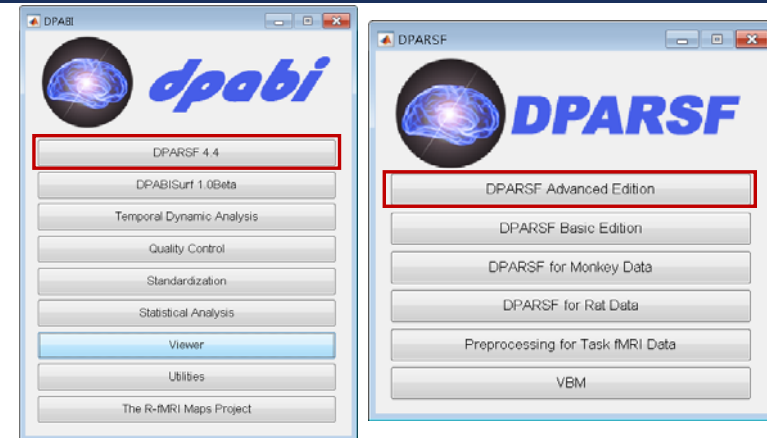 DPABI
dpabi
DPARSF 4.4
DPABISurf 1.0Beta
Temporal Dynamic Analysis
Quality Control
Standardization
Statistical Analysis
Viewer
Utilities
The R-fMRI Maps Project
DPARSF
DPARSF
DPARSF Advanced Edition
DPARSF Basic Edition
DPARSF for Monkey Data
DPARSF for Rat Data
Preprocessing for Task fMRI Data
VBM